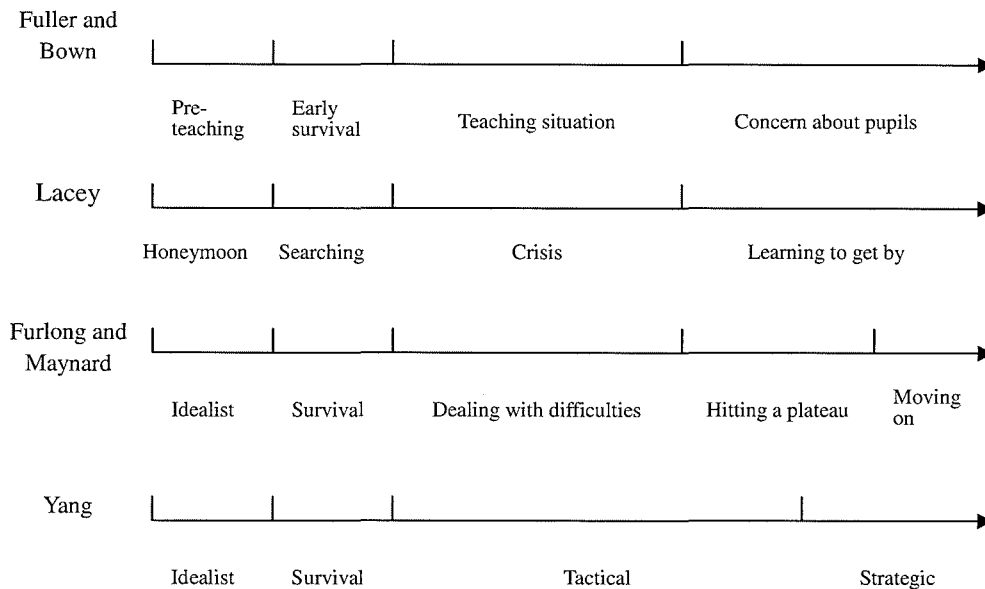 Fuller and
Bown
Pre-
teaching
Early
survival
Teaching situation
Concern about pupils
Lacey
Honeymoon
Searching
Crisis
Learning to get by
Furlong and
Maynard
Idealist
Survival
Dealing with difficulties
Hitting a plateau
Moving
on
Yang
Idealist
Survival
Tactical
Strategic